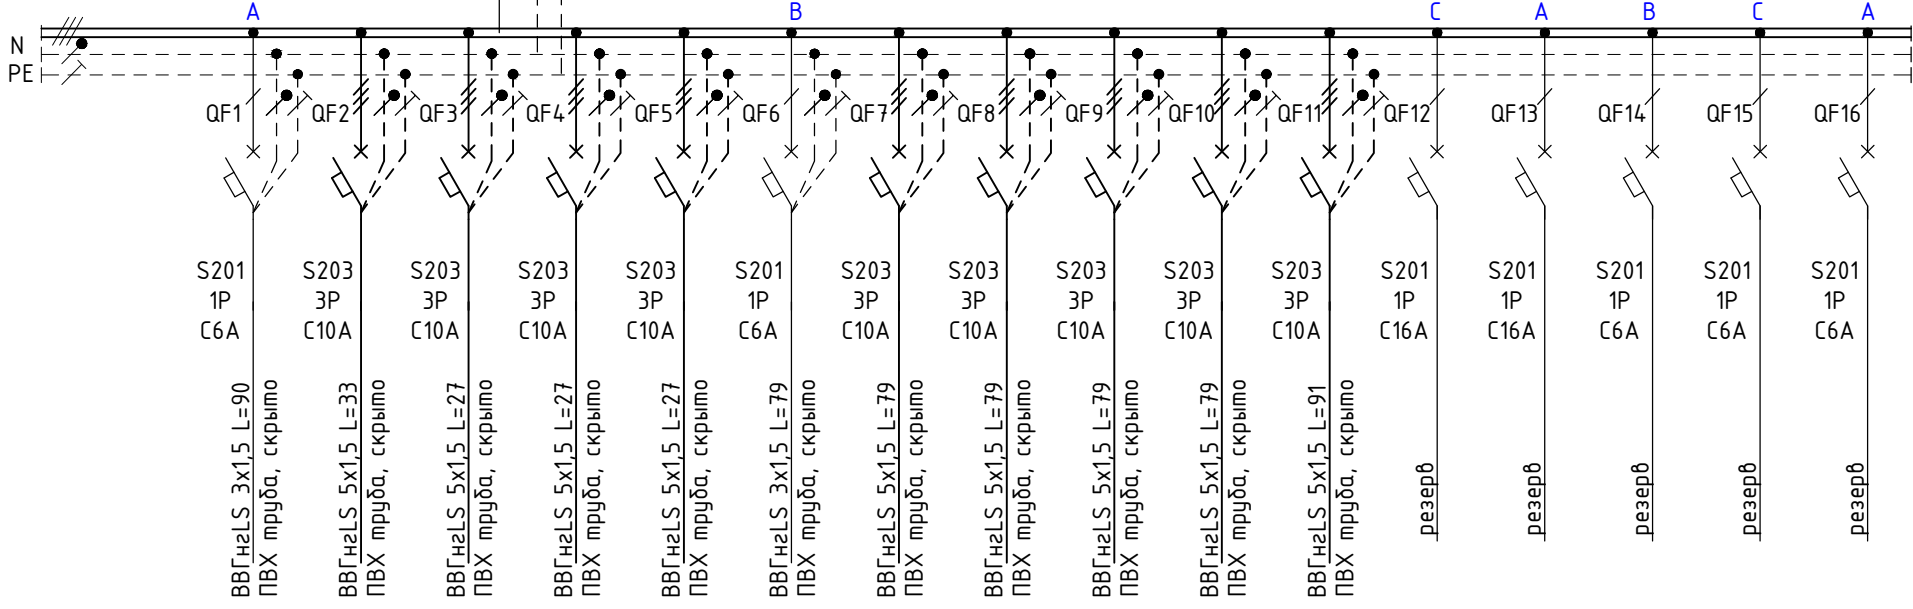 A B C A B C A
N
PE
QF1 QF2 QF3 QF4 QF5 QF6 QF7 QF8 QF9 QF10 QF11 QF12 QF13 QF14 QF15 QF16
S201 S203 S203 S203 S203 S201 S203 S203 S203 S203 S203 S201 S201 S201 S201 S201
1P 3P 3P 3P 3P 1P 3P 3P 3P 3P 3P 1P 1P 1P 1P 1P
C6A C10A C10A C10A C10A C6A C10A C10A C10A C10A C10A C16A C16A C6A C6A C6A
ВВГнгLS 3x1,5 L=90
ПВХ труба, скрыто
ВВГнгLS 5x1,5 L=33
ПВХ труба, скрыто
ВВГнгLS 5x1,5 L=27
ПВХ труба, скрыто
ВВГнгLS 5x1,5 L=27
ПВХ труба, скрыто
ВВГнгLS 5x1,5 L=27
ПВХ труба, скрыто
ВВГнгLS 3x1,5 L=79
ПВХ труба, скрыто
ВВГнгLS 5x1,5 L=79
ПВХ труба, скрыто
ВВГнгLS 5x1,5 L=79
ПВХ труба, скрыто
ВВГнгLS 5x1,5 L=79
ПВХ труба, скрыто
ВВГнгLS 5x1,5 L=79
ПВХ труба, скрыто
ВВГнгLS 5x1,5 L=91
ПВХ труба, скрыто
резерв
резерв
резерв
резерв
резерв